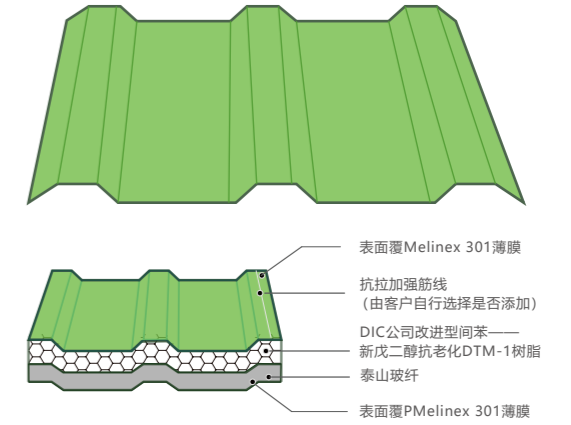 表面覆Melinex 301薄膜
抗拉加强筋线
（由客户自行选择是否添加）
DIC公司改进型间苯——
新戊二醇抗老化DTM-1树脂
泰山玻纤
表面覆PMelinex 301薄膜